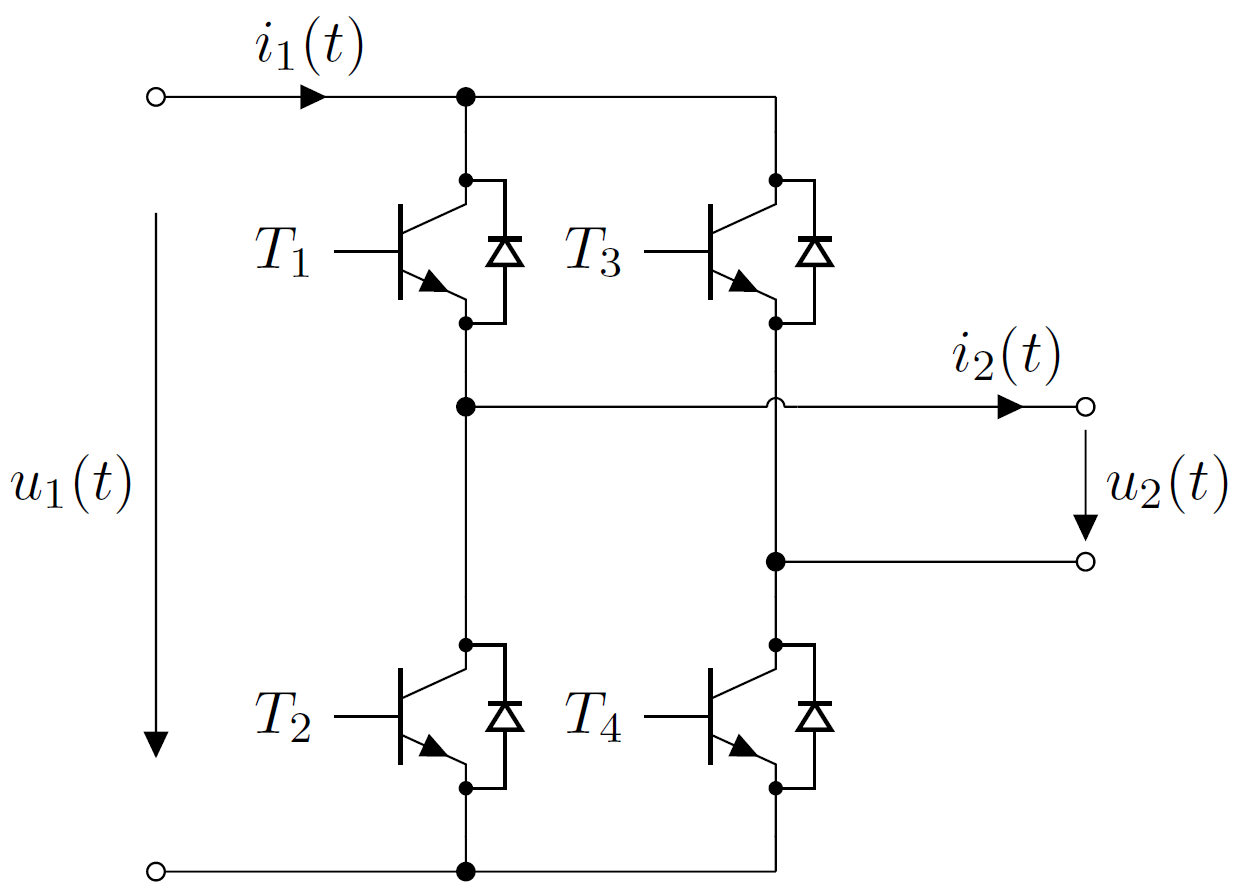 i₁(t)
T₁
T₃
i₂(t)
u₁(t)
u₂(t)
T₂
T₄